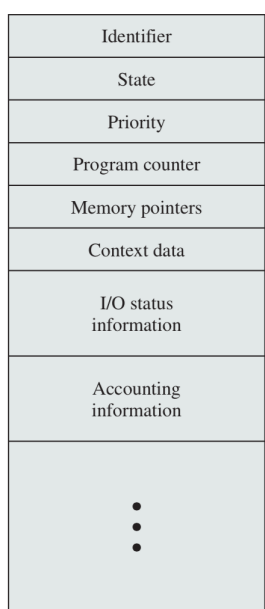 Identifier
State
Priority
Program counter
Memory pointers
Context data
I/O status
information
Accounting
information